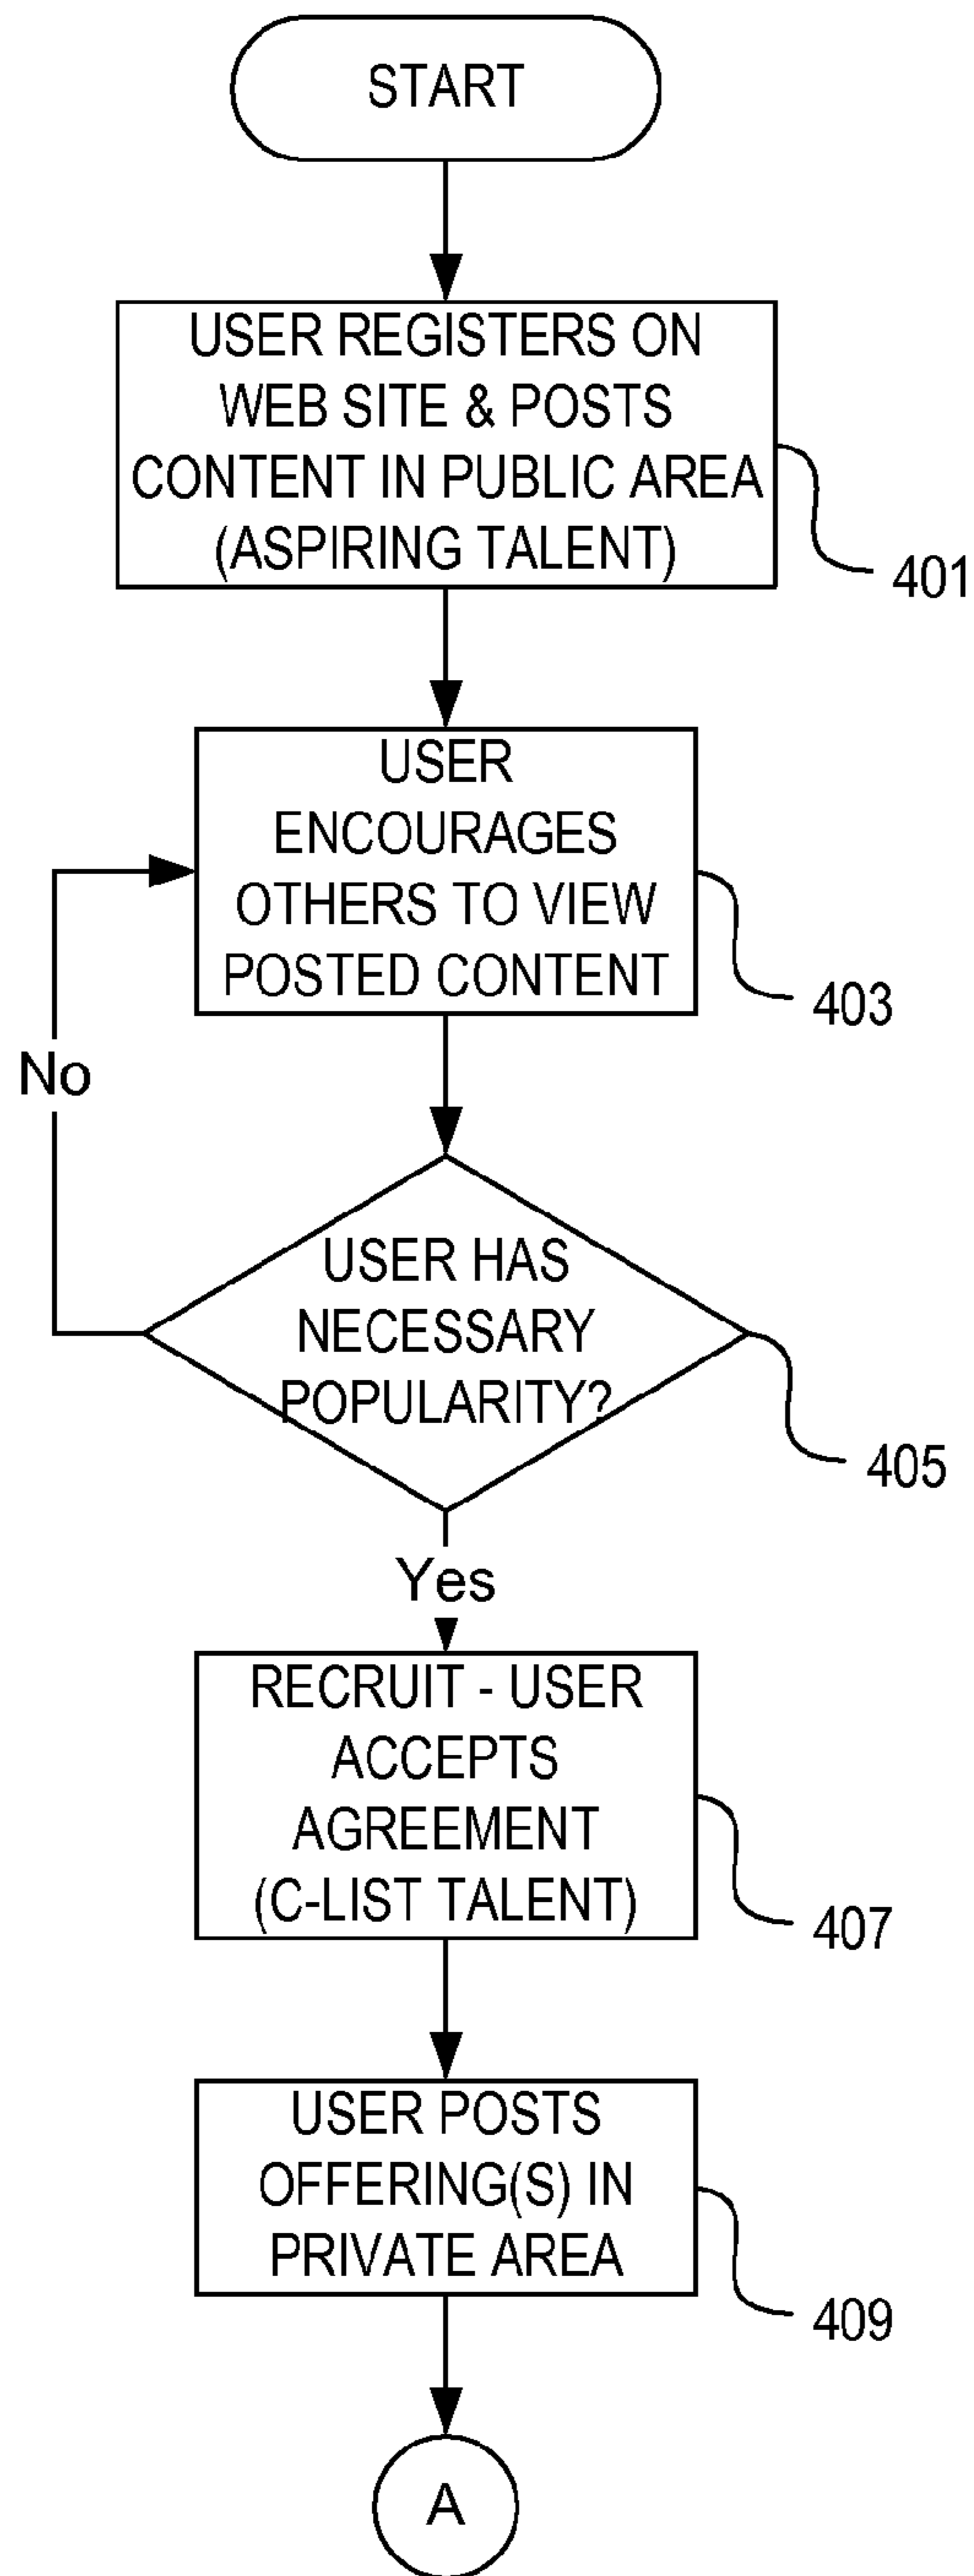 START
USER REGISTERS ON
WEB SITE & POSTS
CONTENT IN PUBLIC AREA
(ASPIRING TALENT)
401
USER
ENCOURAGES
OTHERS TO VIEW
POSTED CONTENT
403
No
USER HAS
NECESSARY
POPULARITY?
405
Yes
RECRUIT - USER
ACCEPTS
AGREEMENT
(C-LIST TALENT)
407
USER POSTS
OFFERING(S) IN
PRIVATE AREA
409
A